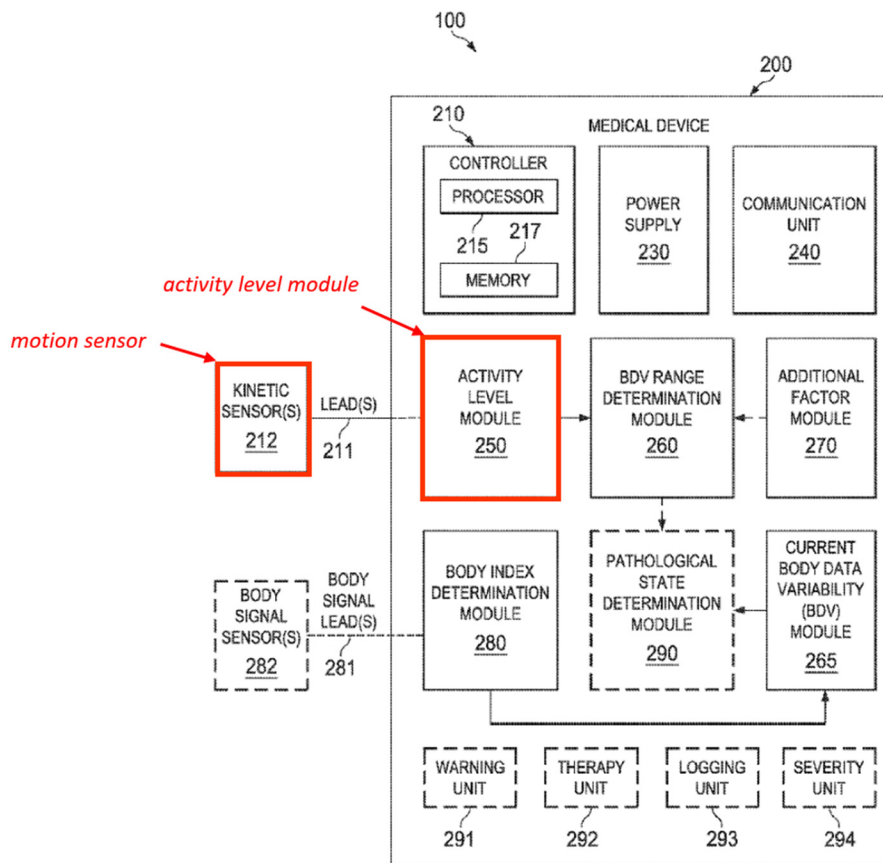 100
200
MEDICAL DEVICE
210
CONTROLLER
PROCESSOR
215
217
MEMORY
POWER
SUPPLY
230
COMMUNICATION
UNIT
240
activity level module
motion sensor
KINETIC
SENSOR(S)
212
LEAD(S)
211
ACTIVITY
LEVEL
MODULE
250
BDV RANGE
DETERMINATION
MODULE
260
ADDITIONAL
FACTOR MODULE
270
BODY
SIGNAL
SENSOR(S)
282
BODY
SIGNAL
LEAD(S)
281
BODY INDEX
DETERMINATION
MODULE
280
PATHOLOGICAL
STATE
DETERMINATION
MODULE
290
CURRENT
BODY DATA
VARIABILITY
(BDV)
MODULE
265
WARNING
UNIT
291
THERAPY
UNIT
292
LOGGING
UNIT
293
SEVERITY
UNIT
294